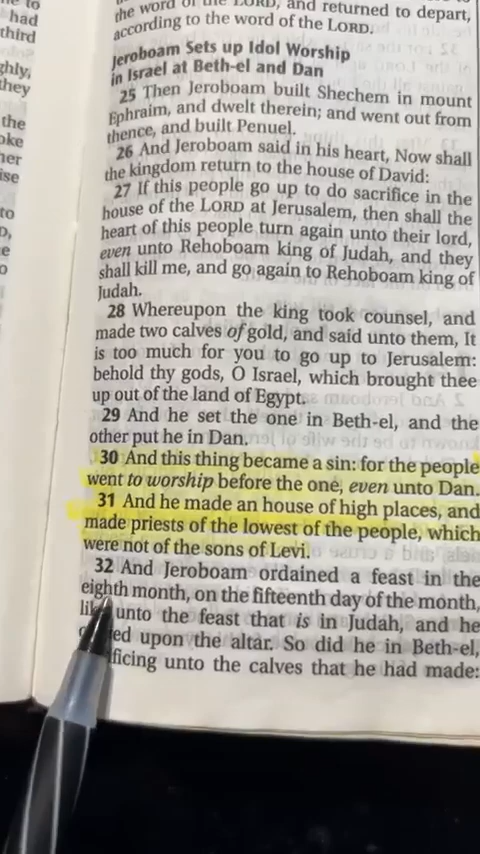 he to
had
third
ghly,
they
the
oke
her
ise
to
D,
e
o
the word of the LORD, and returned to depart,
according to the word of the LORD.
Jeroboam Sets up Idol Worship
in Israel at Beth-el and Dan
25 Then Jeroboam built Shechem in mount
Ephraim, and dwelt therein; and went out from
thence, and built Penuel.
26 And Jeroboam said in his heart, Now shall
the kingdom return to the house of David:
27 If this people go up to do sacrifice in the
house of the LORD at Jerusalem, then shall the
heart of this people turn again unto their lord,
even unto Rehoboam king of Judah, and they
shall kill me, and go again to Rehoboam king of
Judah.
28 Whereupon the king took counsel, and
made two calves of gold, and said unto them, It
is too much for you to go up to Jerusalem:
behold thy gods, O Israel, which brought thee
up out of the land of Egypt.
29 And he set the one in Beth-el, and the
other put he in Dan.
30 And this thing became a sin: for the people
went to worship before the one, even unto Dan.
31 And he made an house of high places, and
made priests of the lowest of the people, which
were not of the sons of Levi.
32 And Jeroboam ordained a feast in the
eighth month, on the fifteenth day of the month,
unto the feast that is in Judah, and he
upon the altar. So did he in Beth-el,
ficing unto the calves that he had made: